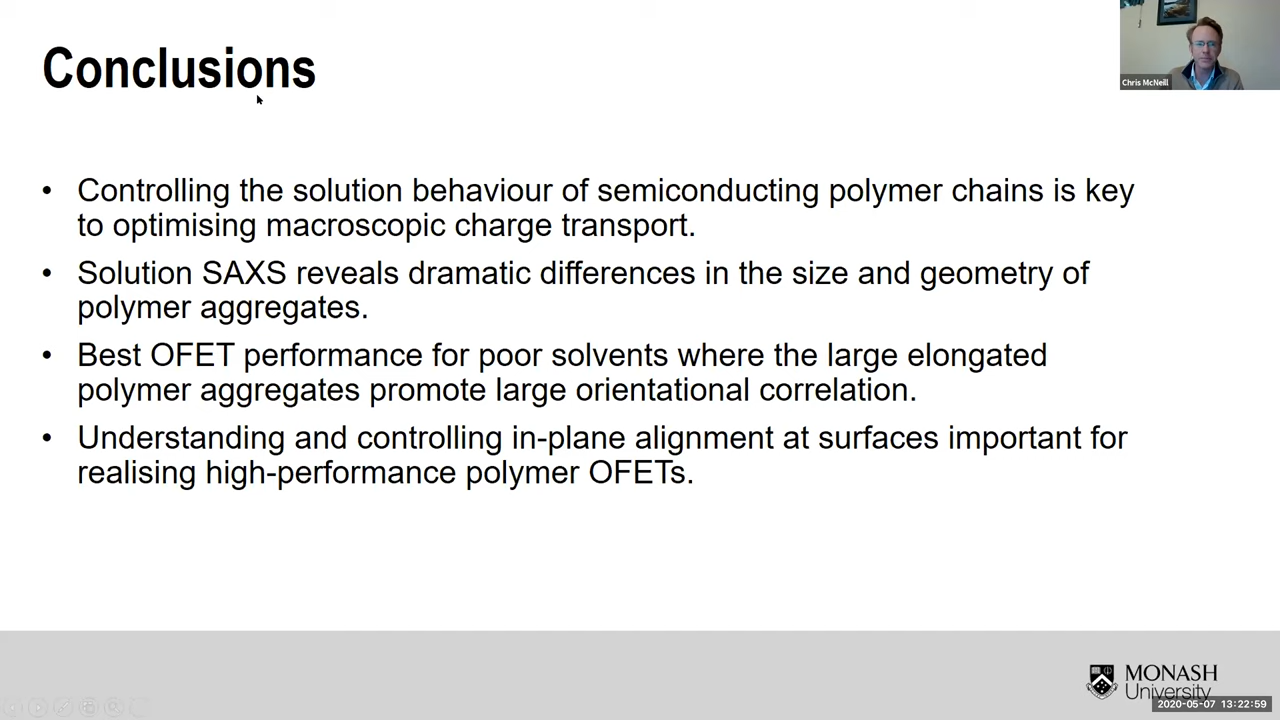 Conclusions
Chris McNeill
• Controlling the solution behaviour of semiconducting polymer chains is key
to optimising macroscopic charge transport.
• Solution SAXS reveals dramatic differences in the size and geometry of
polymer aggregates.
• Best OFET performance for poor solvents where the large elongated
polymer aggregates promote large orientational correlation.
• Understanding and controlling in-plane alignment at surfaces important for
realising high-performance polymer OFETs.
MONASH
University
2020-05-07 13:22:59